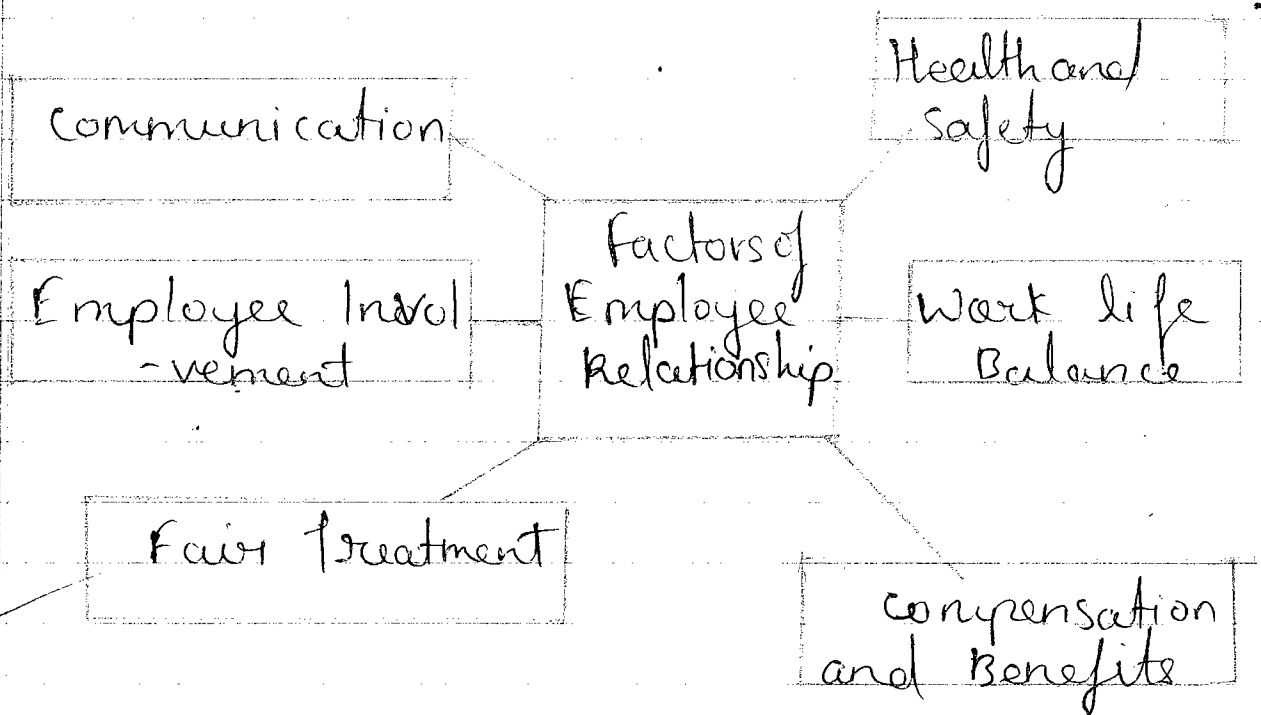 Communication
Health and
Safety
Employee Invol
-vement
Factors of
Employee
Relationship
Work life
Balance
Fair Treatment
Compensation
and Benefits